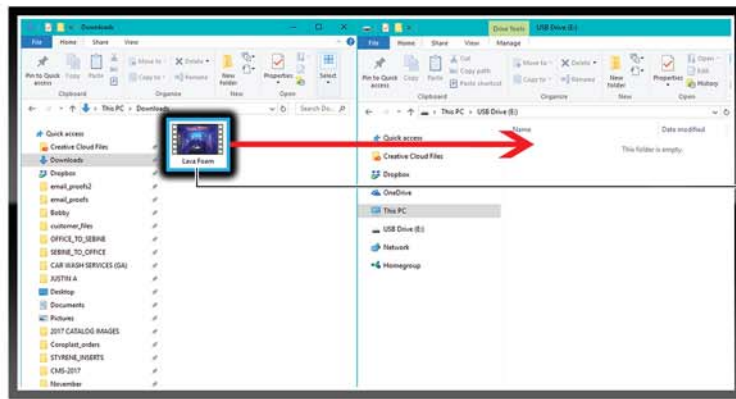 Downloads
File Home Share View
Pin to Quick access
Copy
Paste
Move to
Copy to
Delete
Rename
New folder
Properties
Select
Clipboard
Organize
New
Open
This PC > Downloads
Search Do...
Quick access
Creative Cloud Files
Downloads
Dropbox
email_proofs2
email_proofs
Bobby
customer_files
OFFICE_TO_SEBINE
SEBINE_TO_OFFICE
CAR WASH SERVICES (GA)
JUSTIN A
Desktop
Documents
Pictures
2017 CATALOG IMAGES
Coroplast_orders
STYRENE_INSERTS
CMS-2017
November
Lava Foam
Drive Tools
USB Drive (E:)
File Home Share View Manage
Pin to Quick access
Copy
Paste
Cut
Copy path
Paste shortcut
Move to
Copy to
Delete
Rename
New folder
Properties
Open
Edit
History
Clipboard
Organize
New
Open
This PC > USB Drive (E:)
Name
Date modified
This folder is empty.
Quick access
Creative Cloud Files
Dropbox
OneDrive
This PC
USB Drive (E:)
Network
Homegroup